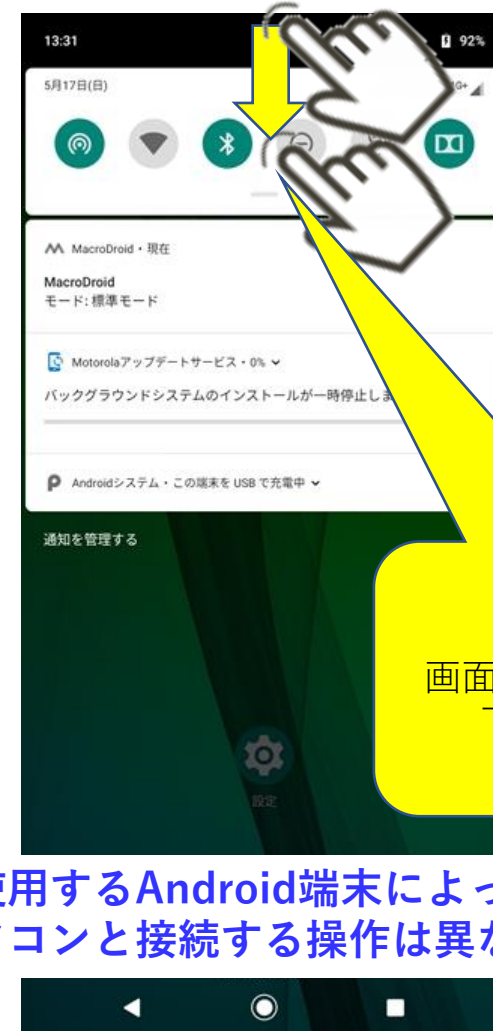 13:31
92%
5月17日(日)
G+
MacroDroid・現在
MacroDroid
モード: 標準モード
Motorolaアップデートサービス・0%
バックグラウンドシステムのインストールが一時停止しま
Androidシステム・この端末を USB で充電中
通知を管理する
画面
設定
使用するAndroid端末によっ
イコンと接続する操作は異な